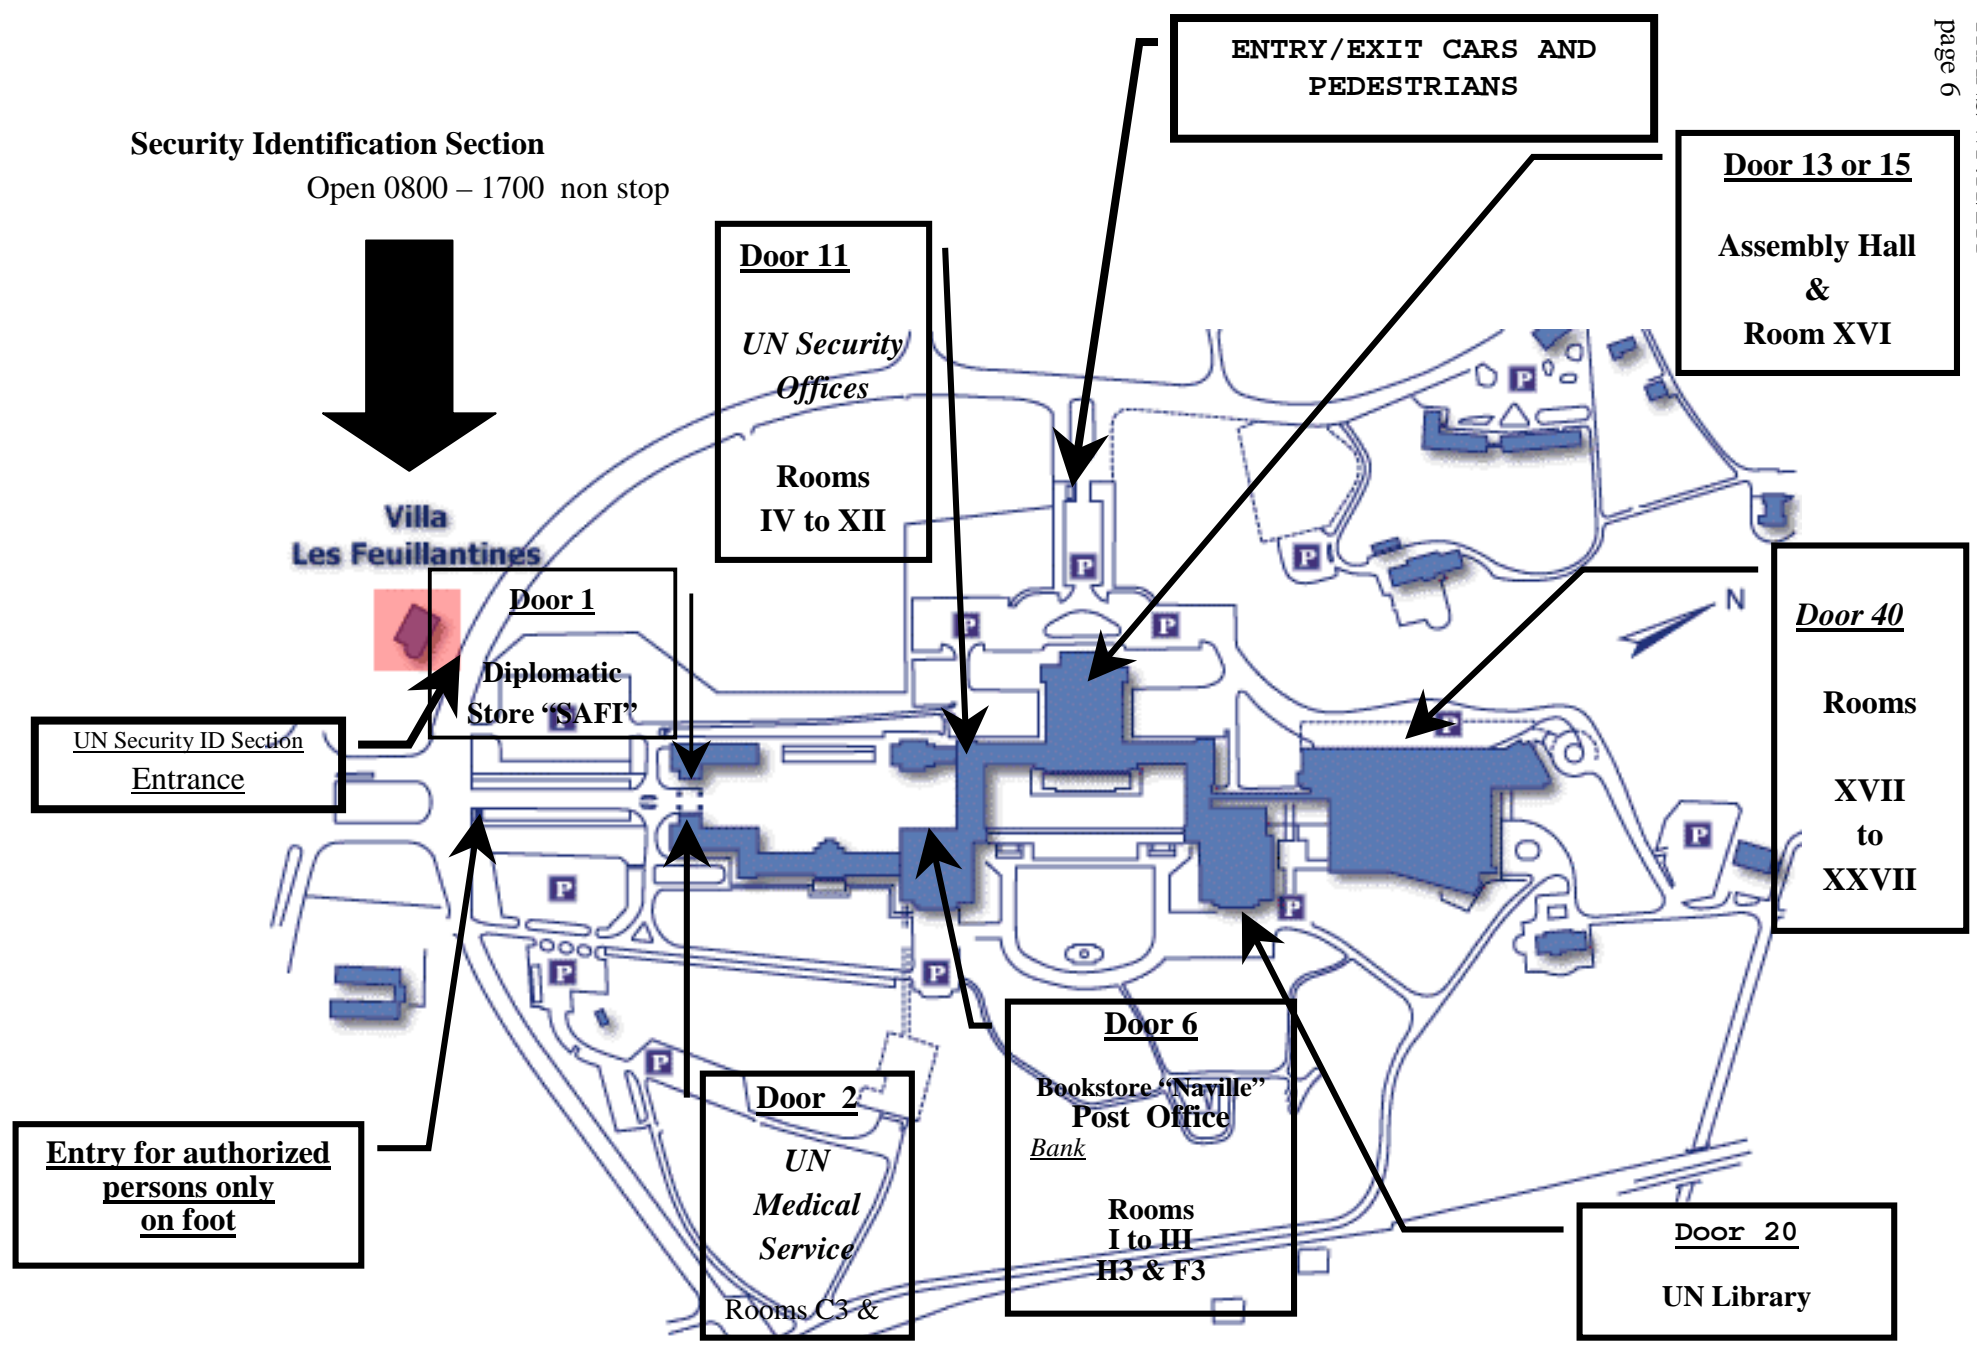 page 6
ENTRY/EXIT CARS AND
PEDESTRIANS
Security Identification Section
Open 0800 – 1700 non stop
Door 13 or 15
Assembly Hall
&
Room XVI
Door 11
UN Security
Offices
Rooms
IV to XII
Villa
Les Feuillantines
Door 1
Diplomatic
Store “SAFI”
UN Security ID Section
Entrance
Door 40
Rooms
XVII
to
XXVII
N
P
P
P
P
P
P
P
P
P
P
P
P
P
P
Entry for authorized
persons only
on foot
Door 2
UN
Medical
Service
Rooms C3 &
Door 6
Bookstore “Naville”
Post Office
Bank
Rooms
I to III
H3 & F3
Door 20
UN Library